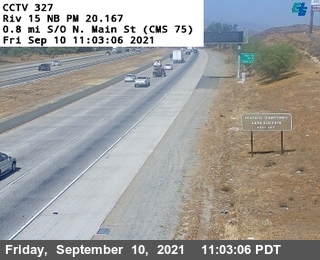 CCTV 327
Riv 15 NB PM 20.167
0.8 mi S/O N. Main St (CMS 75)
Fri Sep 10 11:03:06 2021
Friday, September 10, 2021 11:03:06 PDT